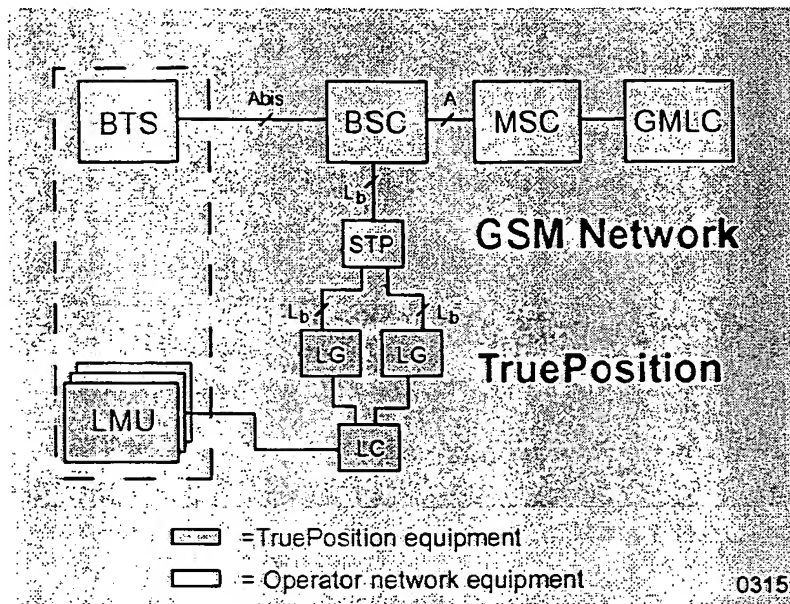 BTS
Abis
BSC
A
MSC
GMLC
Lb
STP
GSM Network
Lb
Lb
LG
LG
TruePosition
LMU
LC
=TruePosition equipment
= Operator network equipment
0315